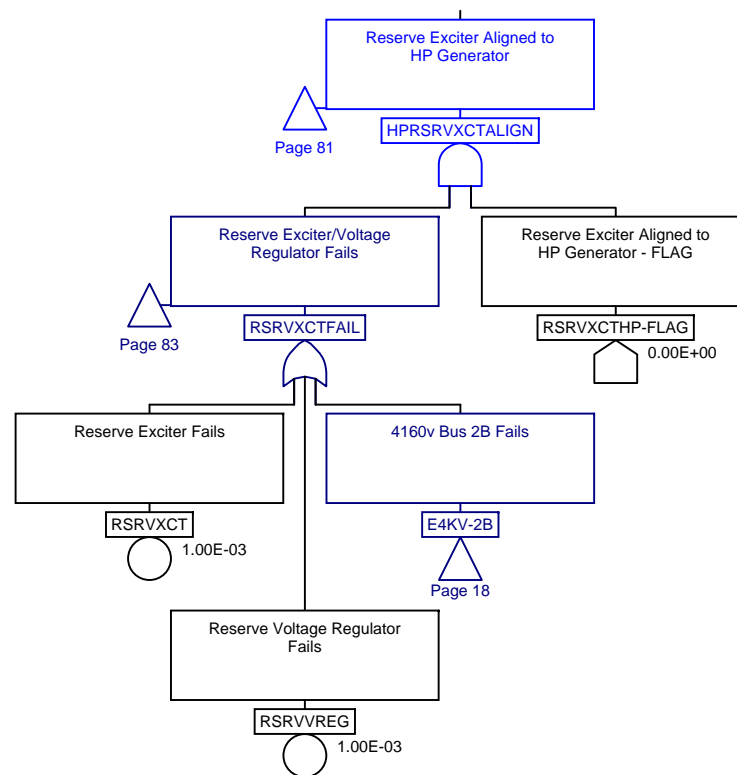 Reserve Exciter Aligned to
HP Generator
HPRSRVXCTALIGN
Page 81
Reserve Exciter/Voltage
Regulator Fails
Reserve Exciter Aligned to
HP Generator - FLAG
RSRVXCTFAIL
RSRVXCTHP-FLAG
Page 83
0.00E+00
Reserve Exciter Fails
4160v Bus 2B Fails
RSRVXCT
E4KV-2B
1.00E-03
Page 18
Reserve Voltage Regulator
Fails
RSRVVREG
1.00E-03